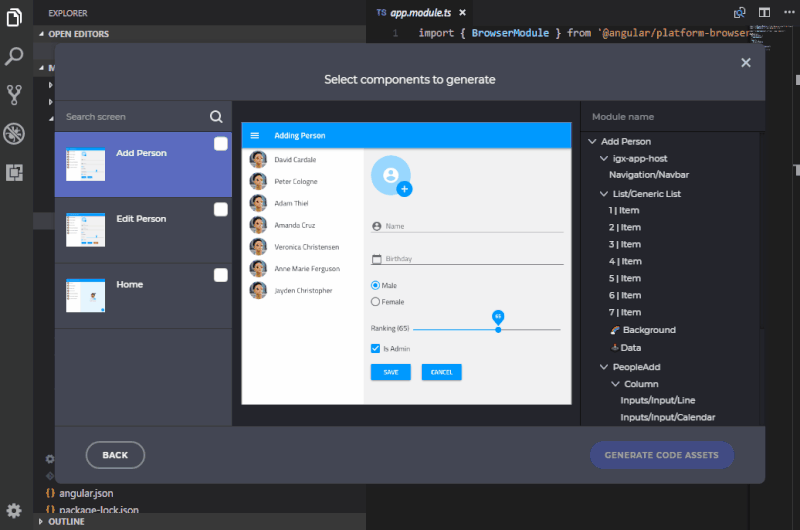 EXPLORER
TS app.module.ts
OPEN EDITORS
1 import { BrowserModule } from '@angular/platform-browser
M
Select components to generate
Search screen
Add Person
Edit Person
Home
Adding Person
David Cardale
Peter Cologne
Adam Thiel
Amanda Cruz
Veronica Christensen
Anne Marie Ferguson
Jayden Christopher
Name
Birthday
Male
Female
65
Ranking (65)
Is Admin
SAVE
CANCEL
Module name
Add Person
igx-app-host
Navigation/Navbar
List/Generic List
1 | Item
2 | Item
3 | Item
4 | Item
5 | Item
6 | Item
7 | Item
Background
Data
PeopleAdd
Column
Inputs/Input/Line
Inputs/Input/Calendar
BACK
GENERATE CODE ASSETS
{} angular.json
{} package-lock.json
OUTLINE